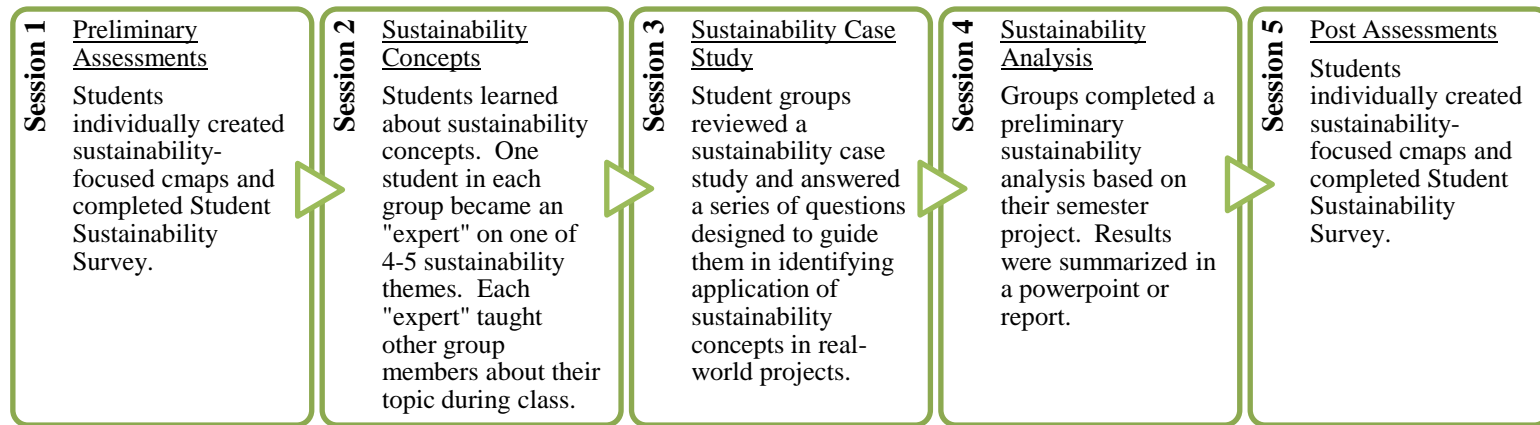 Session 1
Preliminary
Assessments
Students
individually created
sustainability-
focused cmaps and
completed Student
Sustainability
Survey.
Session 2
Sustainability
Concepts
Students learned
about sustainability
concepts.  One
student in each
group became an
"expert" on one of
4-5 sustainability
themes.  Each
"expert" taught
other group
members about their
topic during class.
Session 3
Sustainability Case
Study
Student groups
reviewed a
sustainability case
study and answered
a series of questions
designed to guide
them in identifying
application of
sustainability
concepts in real-
world projects.
Session 4
Sustainability
Analysis
Groups completed a
preliminary
sustainability
analysis based on
their semester
project.  Results
were summarized in
a powerpoint or
report.
Session 5
Post Assessments
Students
individually created
sustainability-
focused cmaps and
completed Student
Sustainability
Survey.